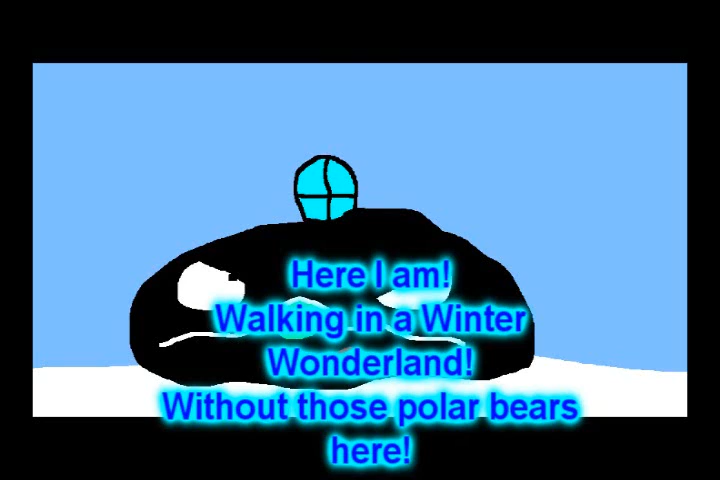 Here I am!
Walking in a Winter
Wonderland!
Without those polar bears
here!